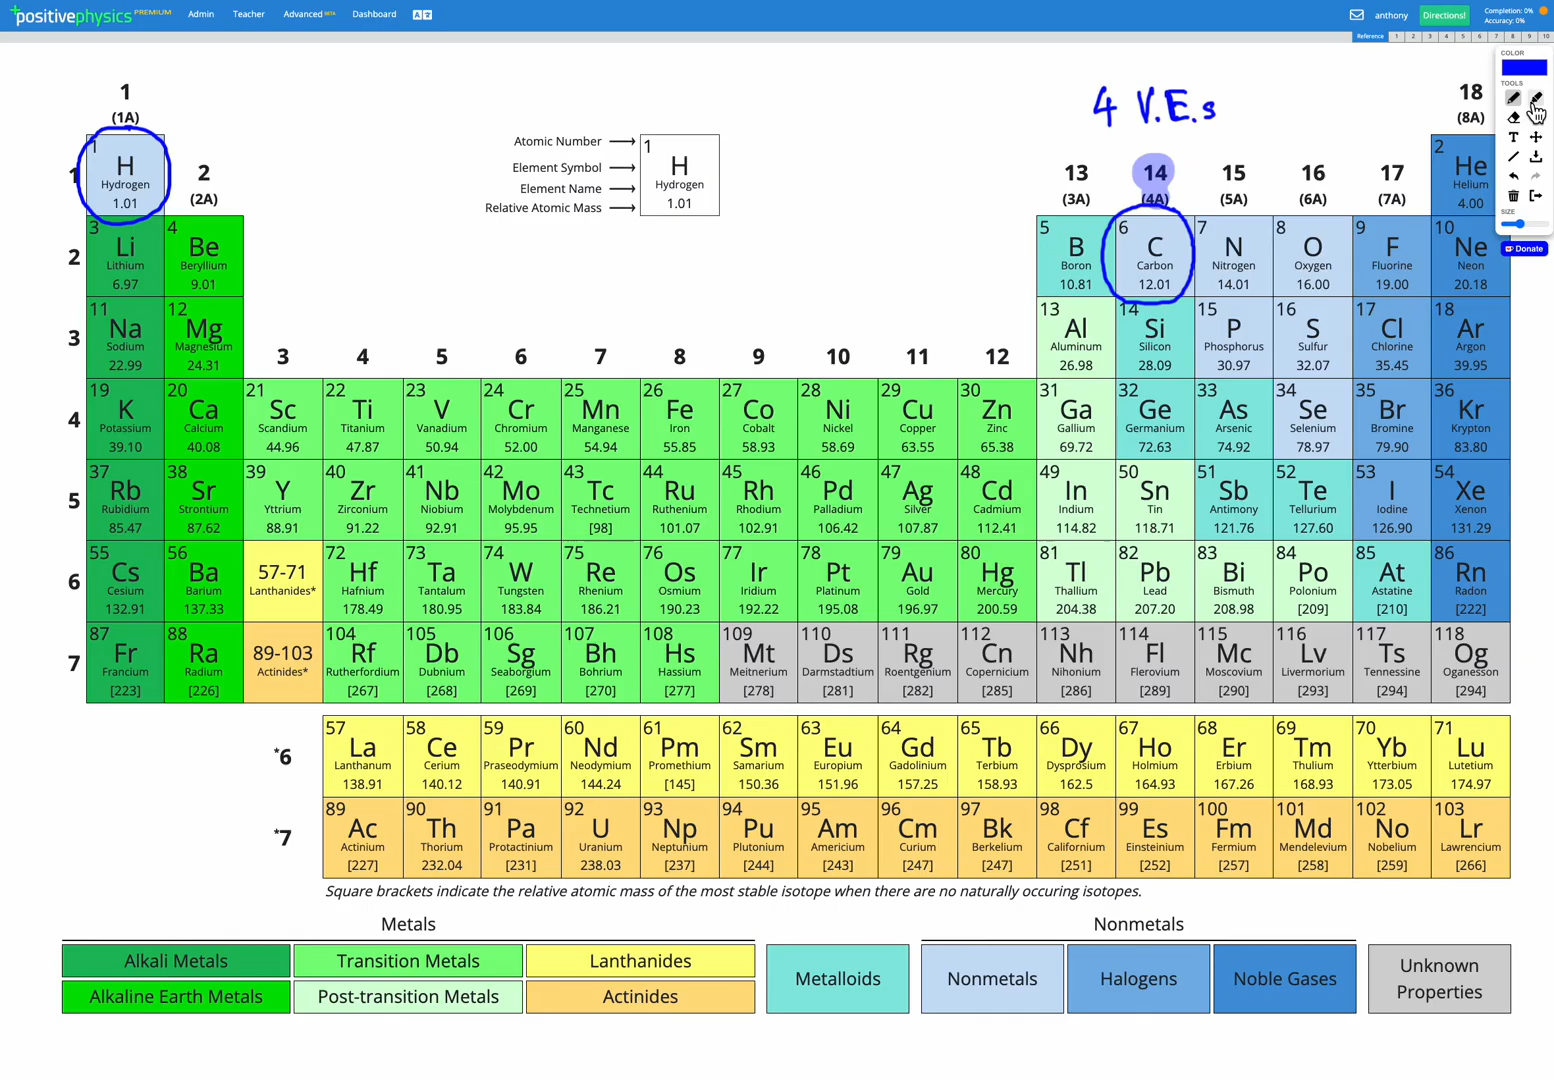 +positivephysics PREMIUM Admin Teacher Advanced BETA Dashboard anthony Directions! Completion: 0%
Accuracy: 0%
Reference 1 2 3 4 5 6 7 8 9 10
COLOR
TOOLS
T
SIZE
Donate
4 V.E.s
1 18
(1A) (8A)
Atomic Number 1
Element Symbol H
Element Name Hydrogen
Relative Atomic Mass 1.01
2 13 14 15 16 17
(2A) (3A) (4A) (5A) (6A) (7A)
1
1 H Hydrogen 1.01
2 He Helium 4.00
2
3 Li Lithium 6.97
4 Be Beryllium 9.01
5 B Boron 10.81
6 C Carbon 12.01
7 N Nitrogen 14.01
8 O Oxygen 16.00
9 F Fluorine 19.00
10 Ne Neon 20.18
3
11 Na Sodium 22.99
12 Mg Magnesium 24.31
3 4 5 6 7 8 9 10 11 12
13 Al Aluminum 26.98
14 Si Silicon 28.09
15 P Phosphorus 30.97
16 S Sulfur 32.07
17 Cl Chlorine 35.45
18 Ar Argon 39.95
4
19 K Potassium 39.10
20 Ca Calcium 40.08
21 Sc Scandium 44.96
22 Ti Titanium 47.87
23 V Vanadium 50.94
24 Cr Chromium 52.00
25 Mn Manganese 54.94
26 Fe Iron 55.85
27 Co Cobalt 58.93
28 Ni Nickel 58.69
29 Cu Copper 63.55
30 Zn Zinc 65.38
31 Ga Gallium 69.72
32 Ge Germanium 72.63
33 As Arsenic 74.92
34 Se Selenium 78.97
35 Br Bromine 79.90
36 Kr Krypton 83.80
5
37 Rb Rubidium 85.47
38 Sr Strontium 87.62
39 Y Yttrium 88.91
40 Zr Zirconium 91.22
41 Nb Niobium 92.91
42 Mo Molybdenum 95.95
43 Tc Technetium [98]
44 Ru Ruthenium 101.07
45 Rh Rhodium 102.91
46 Pd Palladium 106.42
47 Ag Silver 107.87
48 Cd Cadmium 112.41
49 In Indium 114.82
50 Sn Tin 118.71
51 Sb Antimony 121.76
52 Te Tellurium 127.60
53 I Iodine 126.90
54 Xe Xenon 131.29
6
55 Cs Cesium 132.91
56 Ba Barium 137.33
57-71 Lanthanides*
72 Hf Hafnium 178.49
73 Ta Tantalum 180.95
74 W Tungsten 183.84
75 Re Rhenium 186.21
76 Os Osmium 190.23
77 Ir Iridium 192.22
78 Pt Platinum 195.08
79 Au Gold 196.97
80 Hg Mercury 200.59
81 Tl Thallium 204.38
82 Pb Lead 207.20
83 Bi Bismuth 208.98
84 Po Polonium [209]
85 At Astatine [210]
86 Rn Radon [222]
7
87 Fr Francium [223]
88 Ra Radium [226]
89-103 Actinides*
104 Rf Rutherfordium [267]
105 Db Dubnium [268]
106 Sg Seaborgium [269]
107 Bh Bohrium [270]
108 Hs Hassium [277]
109 Mt Meitnerium [278]
110 Ds Darmstadtium [281]
111 Rg Roentgenium [282]
112 Cn Copernicium [285]
113 Nh Nihonium [286]
114 Fl Flerovium [289]
115 Mc Moscovium [290]
116 Lv Livermorium [293]
117 Ts Tennessine [294]
118 Og Oganesson [294]
*6
57 La Lanthanum 138.91
58 Ce Cerium 140.12
59 Pr Praseodymium 140.91
60 Nd Neodymium 144.24
61 Pm Promethium [145]
62 Sm Samarium 150.36
63 Eu Europium 151.96
64 Gd Gadolinium 157.25
65 Tb Terbium 158.93
66 Dy Dysprosium 162.5
67 Ho Holmium 164.93
68 Er Erbium 167.26
69 Tm Thulium 168.93
70 Yb Ytterbium 173.05
71 Lu Lutetium 174.97
*7
89 Ac Actinium [227]
90 Th Thorium 232.04
91 Pa Protactinium [231]
92 U Uranium 238.03
93 Np Neptunium [237]
94 Pu Plutonium [244]
95 Am Americium [243]
96 Cm Curium [247]
97 Bk Berkelium [247]
98 Cf Californium [251]
99 Es Einsteinium [252]
100 Fm Fermium [257]
101 Md Mendelevium [258]
102 No Nobelium [259]
103 Lr Lawrencium [266]
Square brackets indicate the relative atomic mass of the most stable isotope when there are no naturally occuring isotopes.
Metals Nonmetals
Alkali Metals Transition Metals Lanthanides
Alkaline Earth Metals Post-transition Metals Actinides
Metalloids Nonmetals Halogens Noble Gases
Unknown
Properties